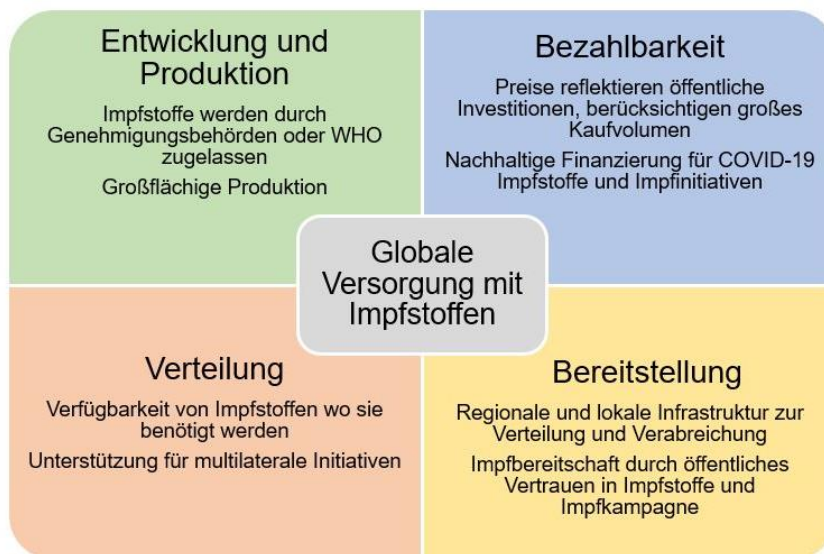 Entwicklung und
Produktion
Impfstoffe werden durch
Genehmigungsbehörden oder WHO
zugelassen
Großflächige Produktion
Bezahlbarkeit
Preise reflektieren öffentliche
Investitionen, berücksichtigen großes
Kaufvolumen
Nachhaltige Finanzierung für COVID-19
Impfstoffe und Impfinitiativen
Globale
Versorgung mit
Impfstoffen
Verteilung
Verfügbarkeit von Impfstoffen wo sie
benötigt werden
Unterstützung für multilaterale Initiativen
Bereitstellung
Regionale und lokale Infrastruktur zur
Verteilung und Verabreichung
Impfbereitschaft durch öffentliches
Vertrauen in Impfstoffe und
Impfkampagne